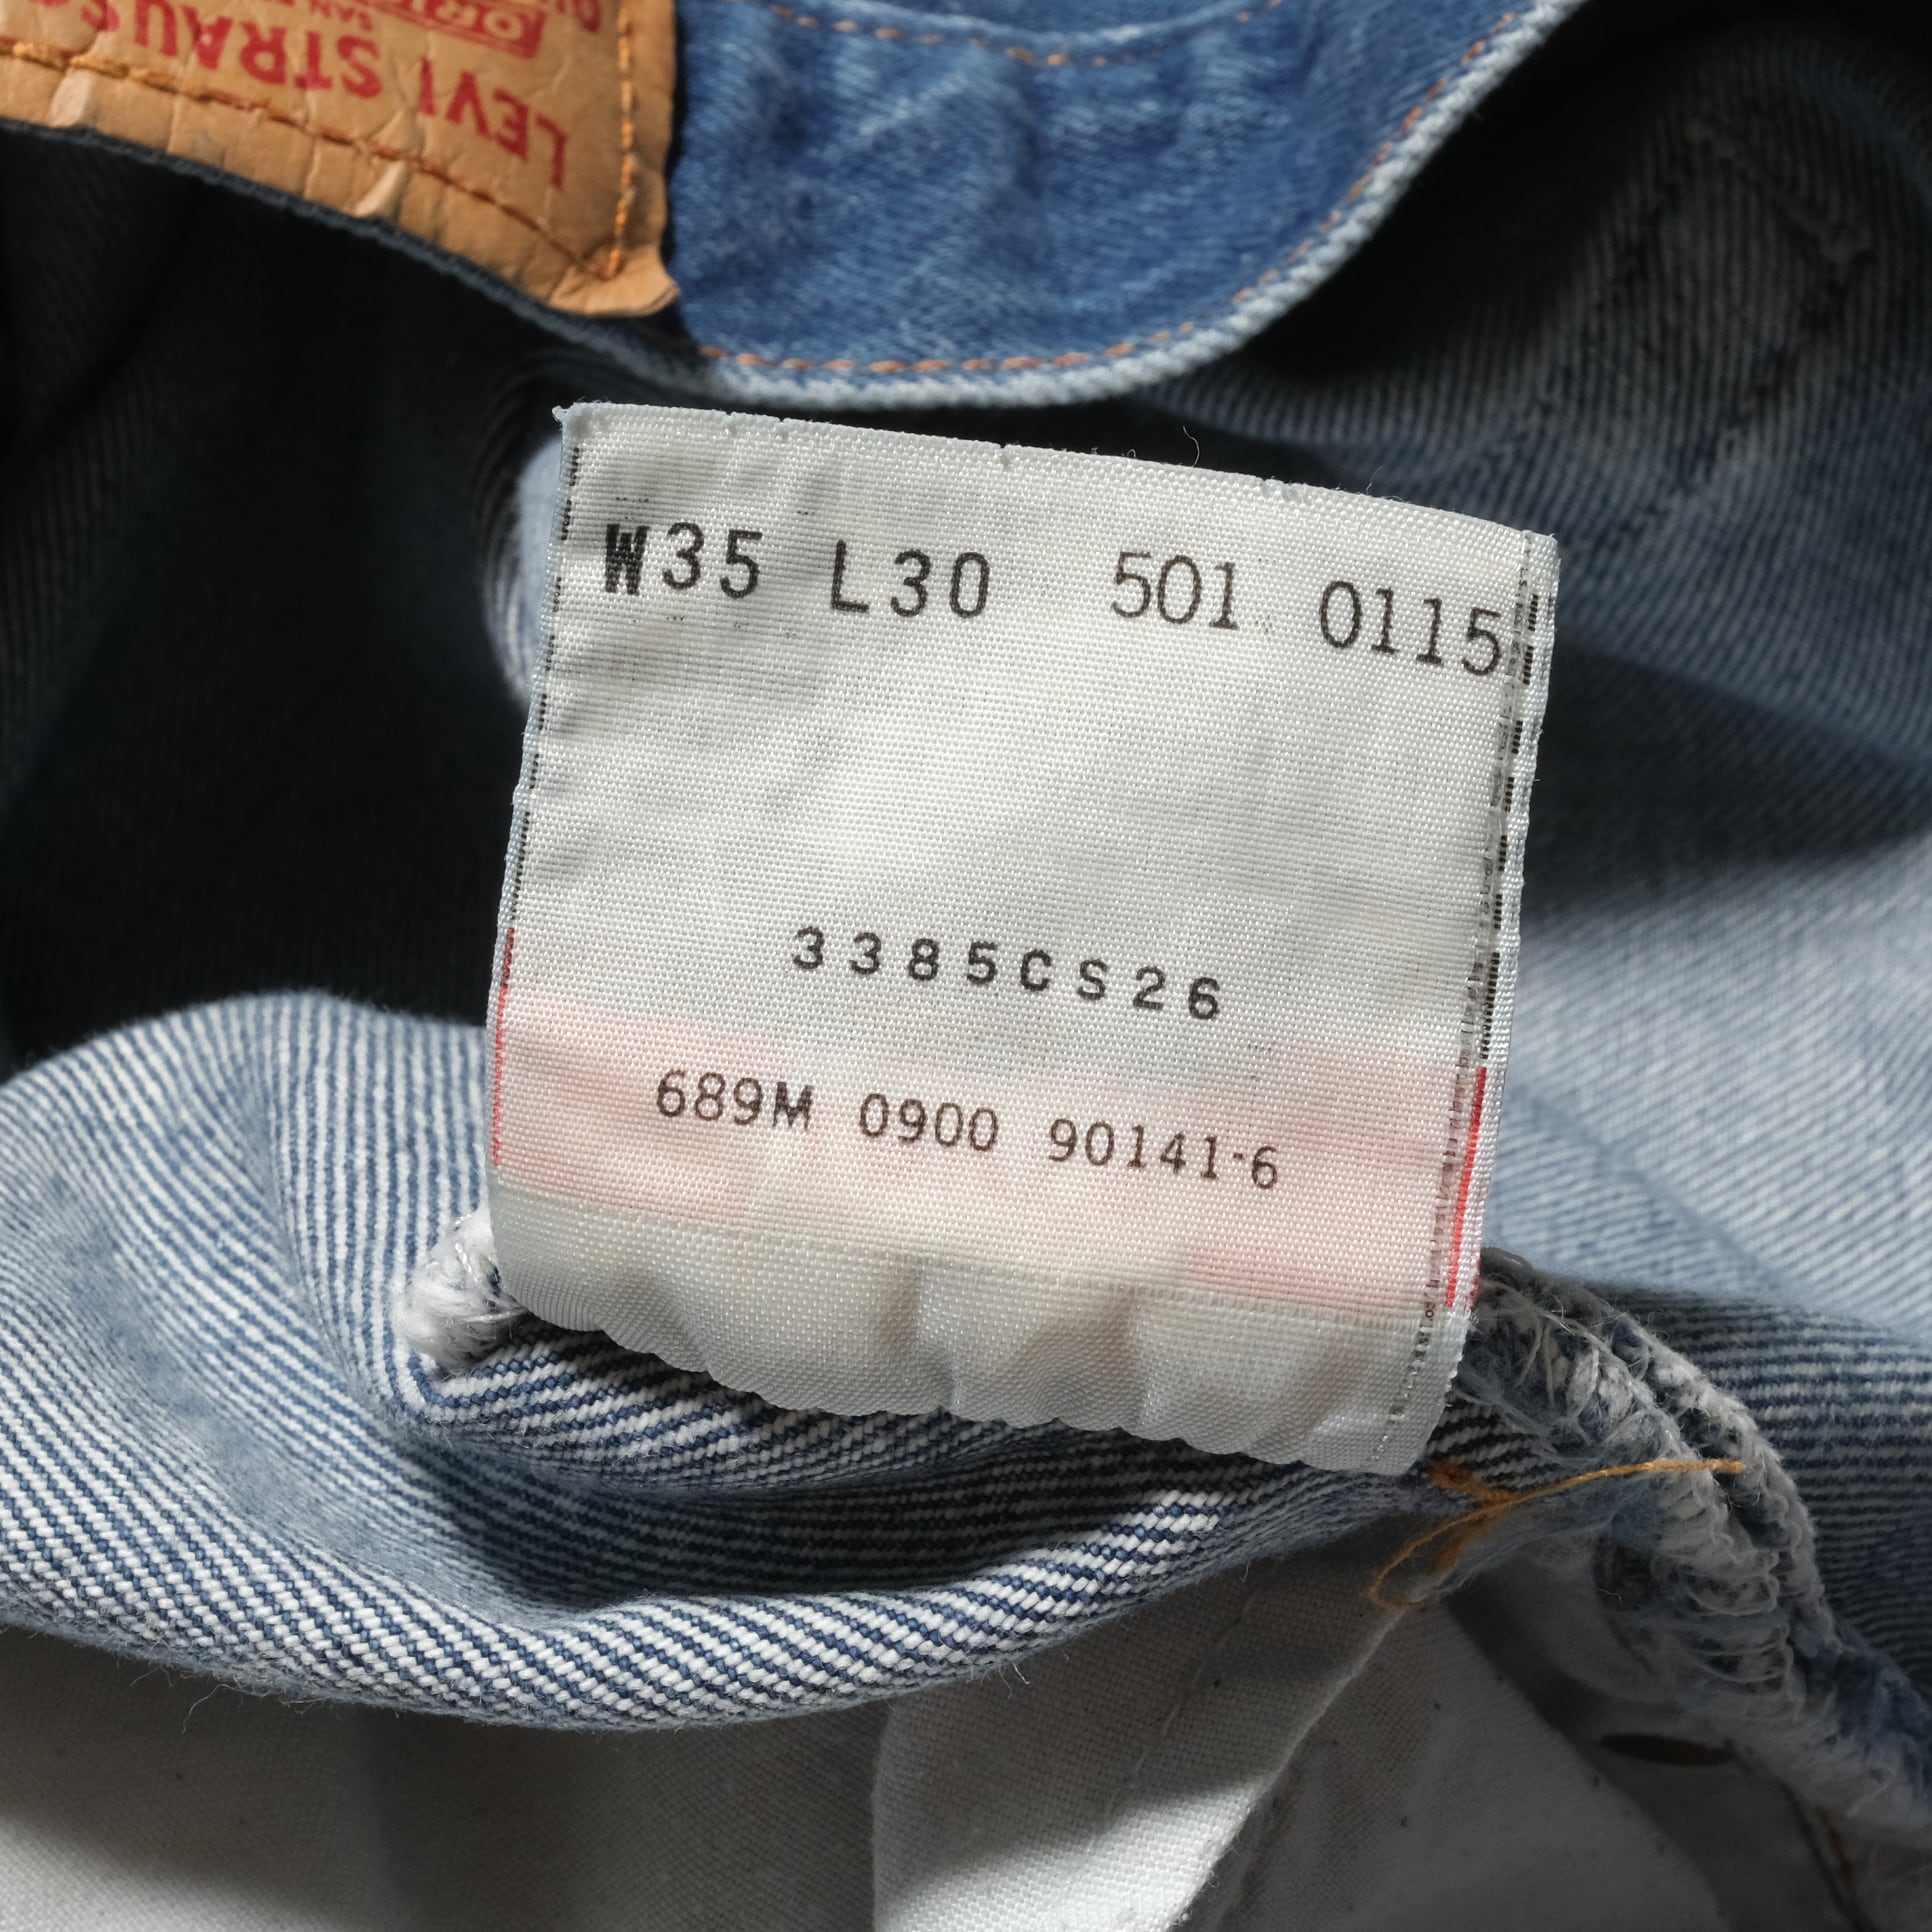 LEVI STRAUSS
W35 L30 501 0115
3385CS26
689M 0900 90141-6